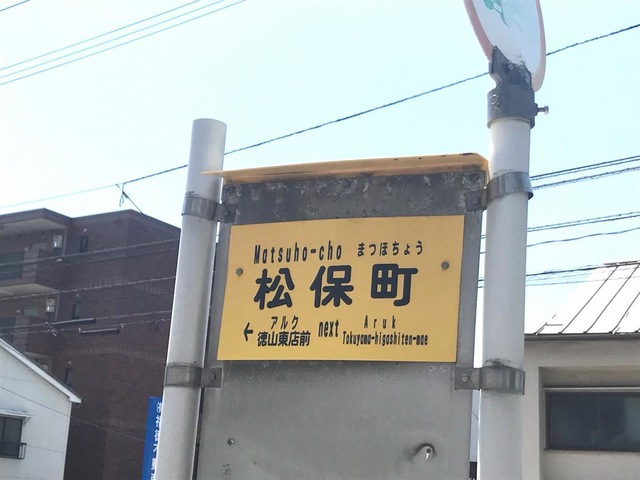 Matsuho-cho まつほちょう
松保町
← アルク徳山東店前 next Aruk Tokuyama-higashiten-mae